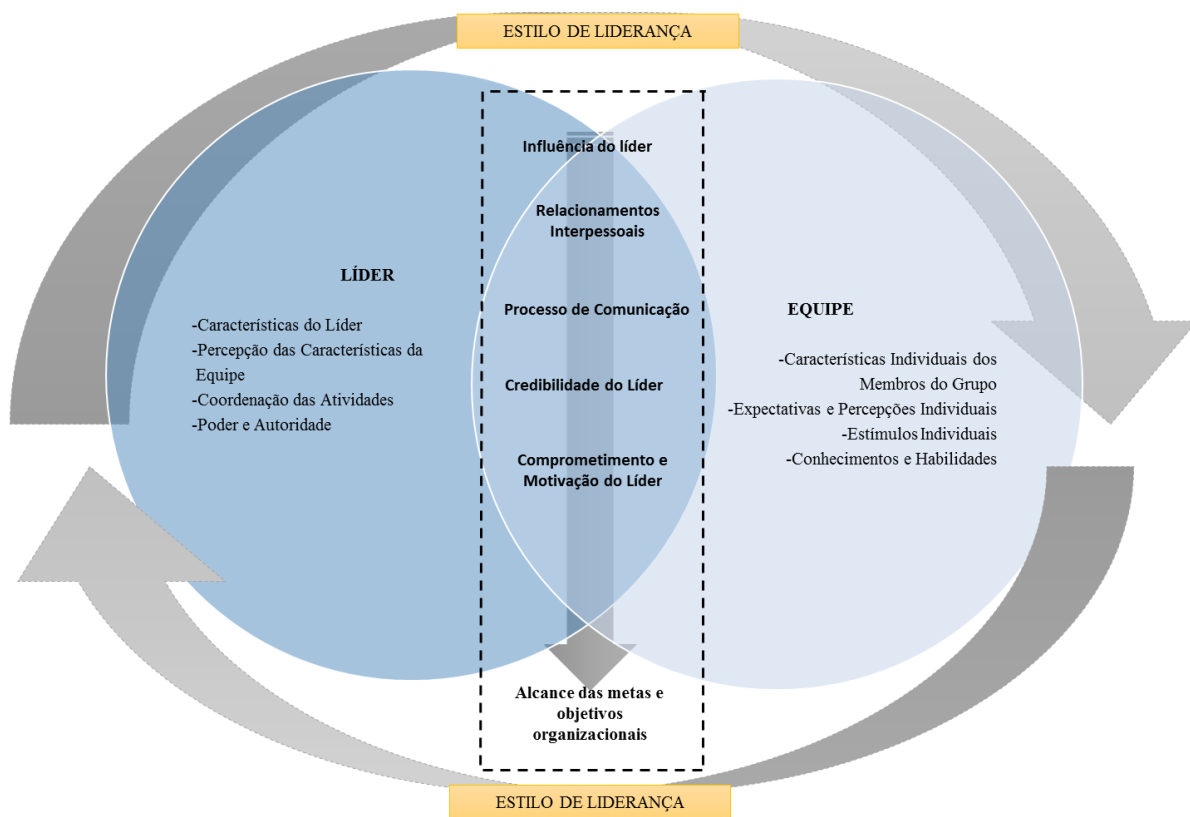 ESTILO DE LIDERANÇA
Influência do líder
Relacionamentos
Interpessoais
LÍDER
-Características do Líder
-Percepção das Características da
Equipe
-Coordenação das Atividades
-Poder e Autoridade
Processo de Comunicação
Credibilidade do Líder
Comprometimento e
Motivação do Líder
EQUIPE
-Características Individuais dos
Membros do Grupo
-Expectativas e Percepções Individuais
-Estímulos Individuais
-Conhecimentos e Habilidades
Alcance das metas e
objetivos
organizacionais
ESTILO DE LIDERANÇA